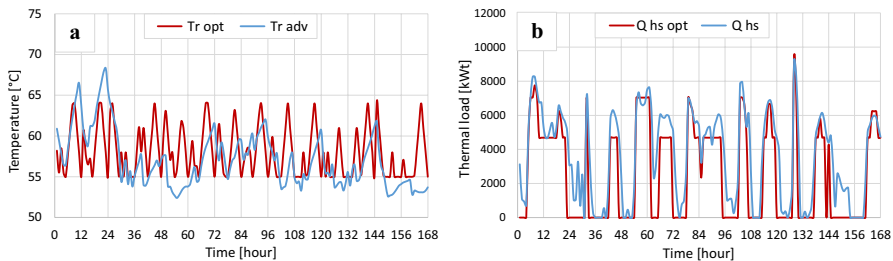 a
Tr opt
Tr adv
75
70
65
60
55
50
Temperature [°C]
0 12 24 36 48 60 72 84 96 108 120 132 144 156 168
Time [hour]
b
Q hs opt
Q hs
12000
10000
8000
6000
4000
2000
0
Thermal load [kWt]
0 12 24 36 48 60 72 84 96 108 120 132 144 156 168
Time [hour]